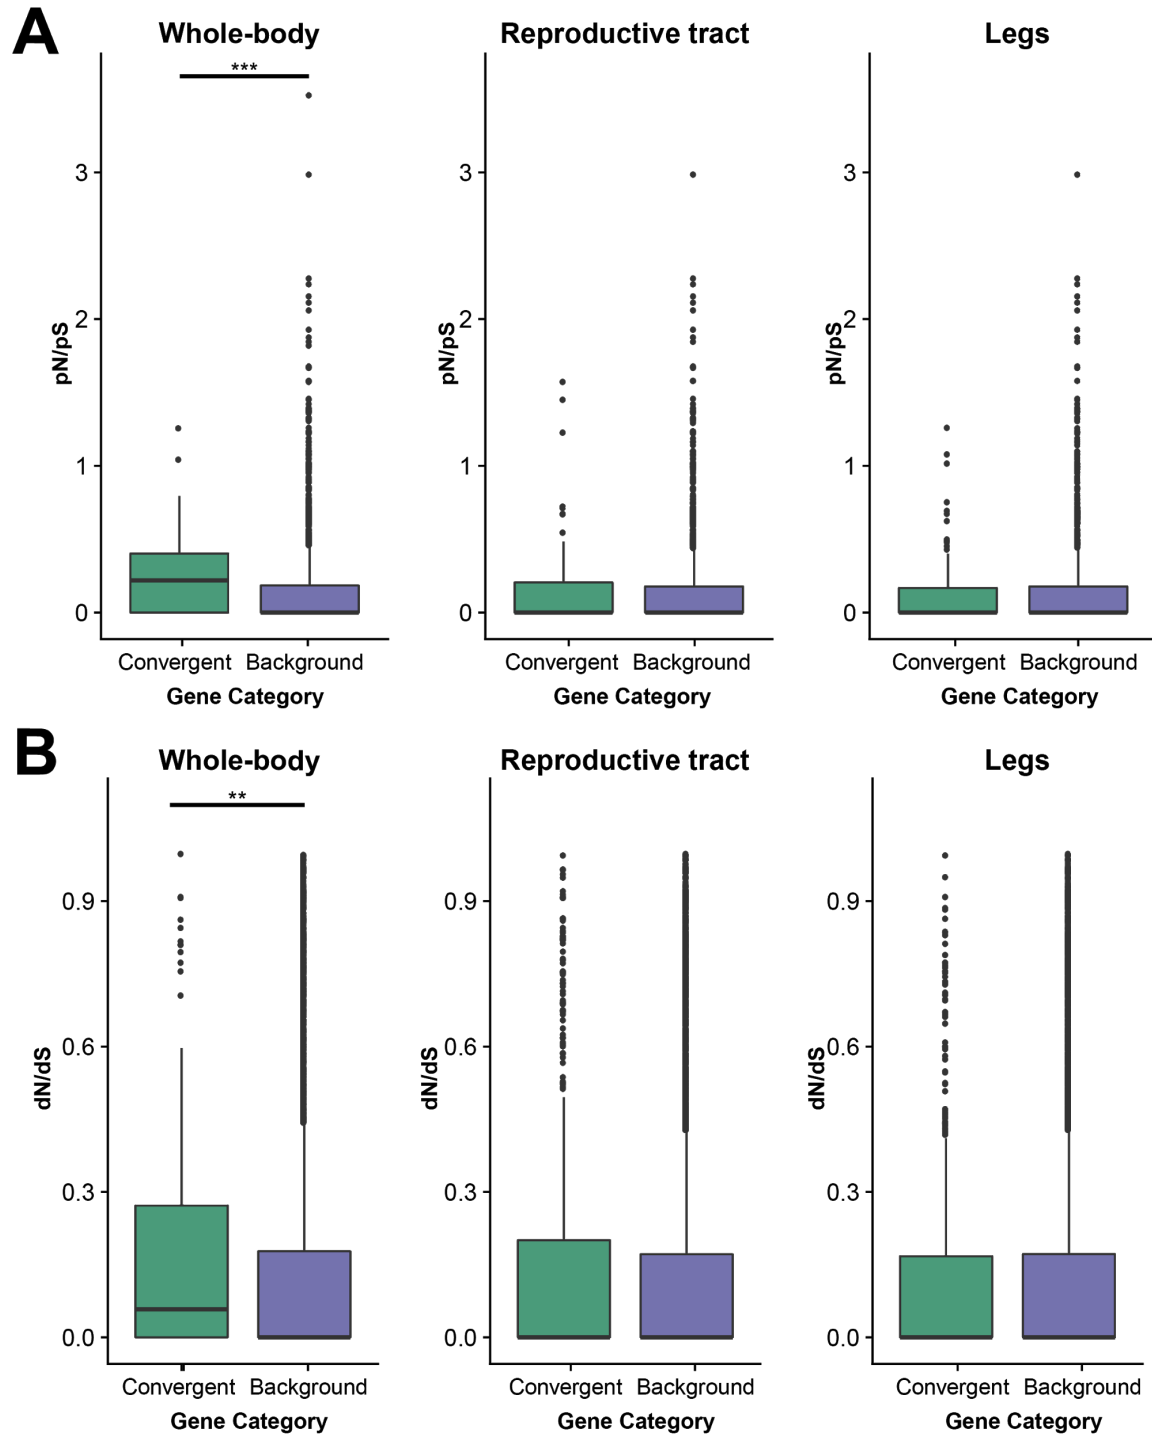 A
Whole-body
Reproductive tract
Legs
***
pN/pS
3
2
1
0
pN/pS
3
2
1
0
pN/pS
3
2
1
0
Convergent Background
Convergent Background
Convergent Background
Gene Category
Gene Category
Gene Category
B
Whole-body
Reproductive tract
Legs
**
dN/dS
0.9
0.6
0.3
0.0
dN/dS
0.9
0.6
0.3
0.0
dN/dS
0.9
0.6
0.3
0.0
Convergent Background
Convergent Background
Convergent Background
Gene Category
Gene Category
Gene Category